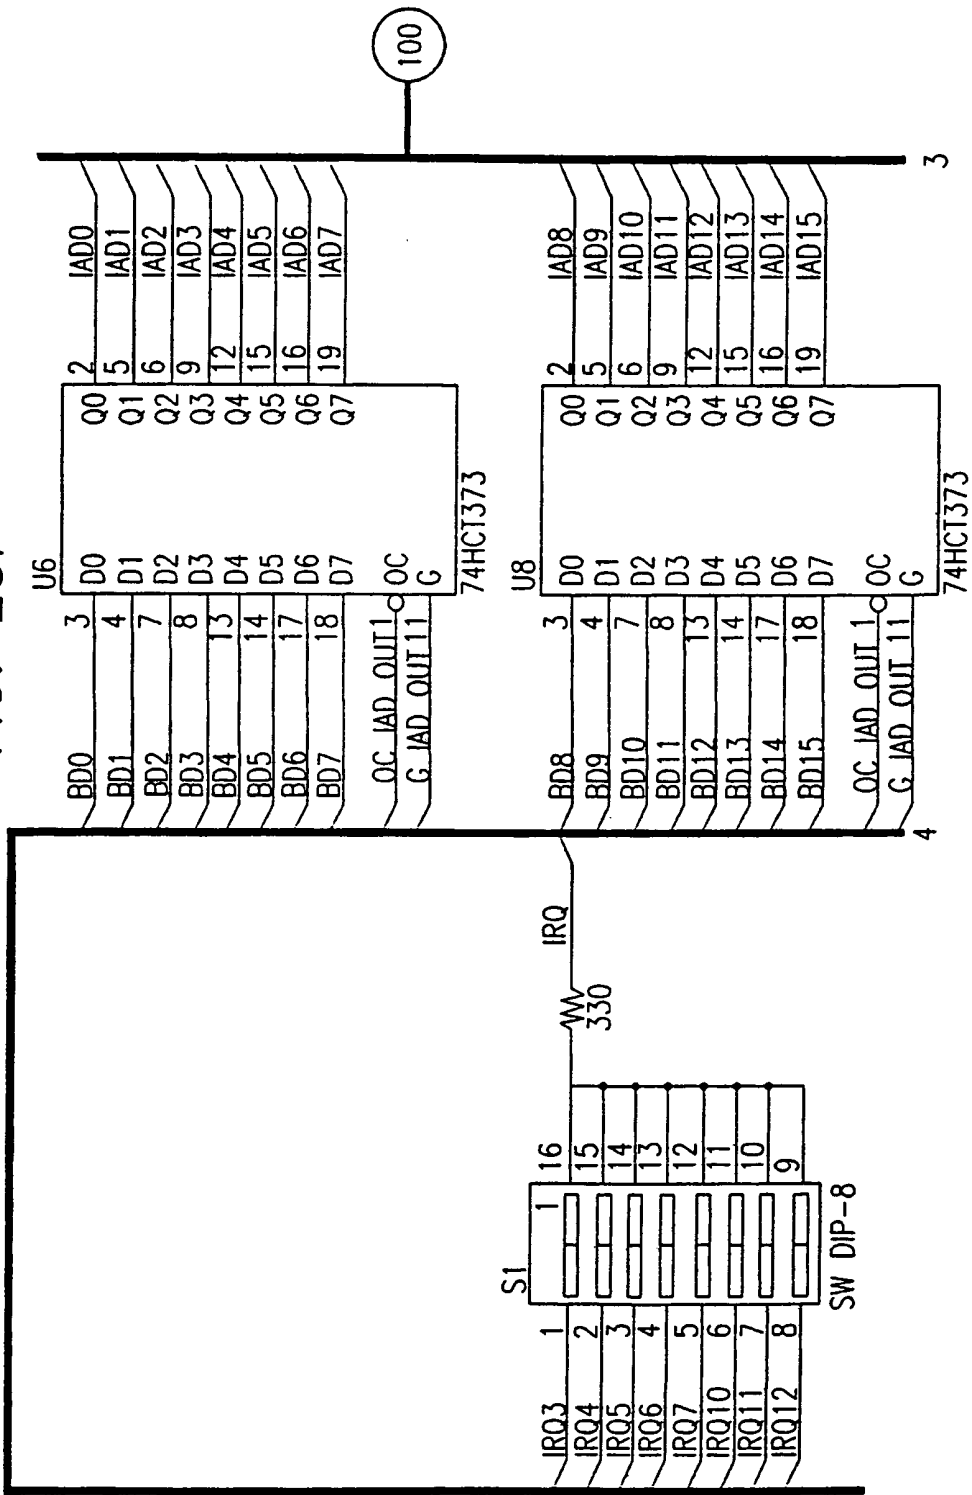 U6
BD0 3 D0 Q0 2 IAD0
BD1 4 D1 Q1 5 IAD1
BD2 7 D2 Q2 6 IAD2
BD3 8 D3 Q3 9 IAD3
BD4 13 D4 Q4 12 IAD4
BD5 14 D5 Q5 15 IAD5
BD6 17 D6 Q6 16 IAD6
BD7 18 D7 Q7 19 IAD7
OC IAD OUT 1 OC
G IAD OUT 11 G
74HCT373
100
U8
BD8 3 D0 Q0 2 IAD8
BD9 4 D1 Q1 5 IAD9
BD10 7 D2 Q2 6 IAD10
BD11 8 D3 Q3 9 IAD11
BD12 13 D4 Q4 12 IAD12
BD13 14 D5 Q5 15 IAD13
BD14 17 D6 Q6 16 IAD14
BD15 18 D7 Q7 19 IAD15
OC IAD OUT 1 OC
G IAD OUT 11 G
74HCT373
4
3
S1
IRQ3 1 1 16
IRQ4 2 15
IRQ5 3 14
IRQ6 4 13
IRQ7 5 12
IRQ10 6 11
IRQ11 7 10
IRQ12 8 9
SW DIP-8
330
IRQ